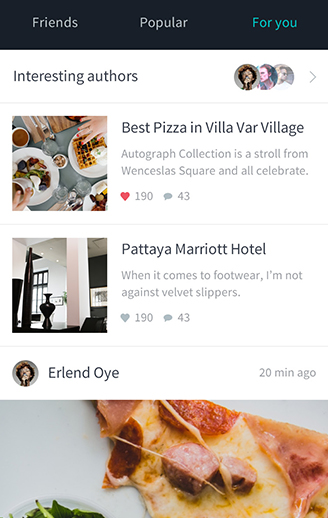 Friends Popular For you
Interesting authors
Best Pizza in Villa Var Village
Autograph Collection is a stroll from
Wenceslas Square and all celebrate.
190 43
Pattaya Marriott Hotel
When it comes to footwear, I'm not
against velvet slippers.
190 43
Erlend Oye 20 min ago